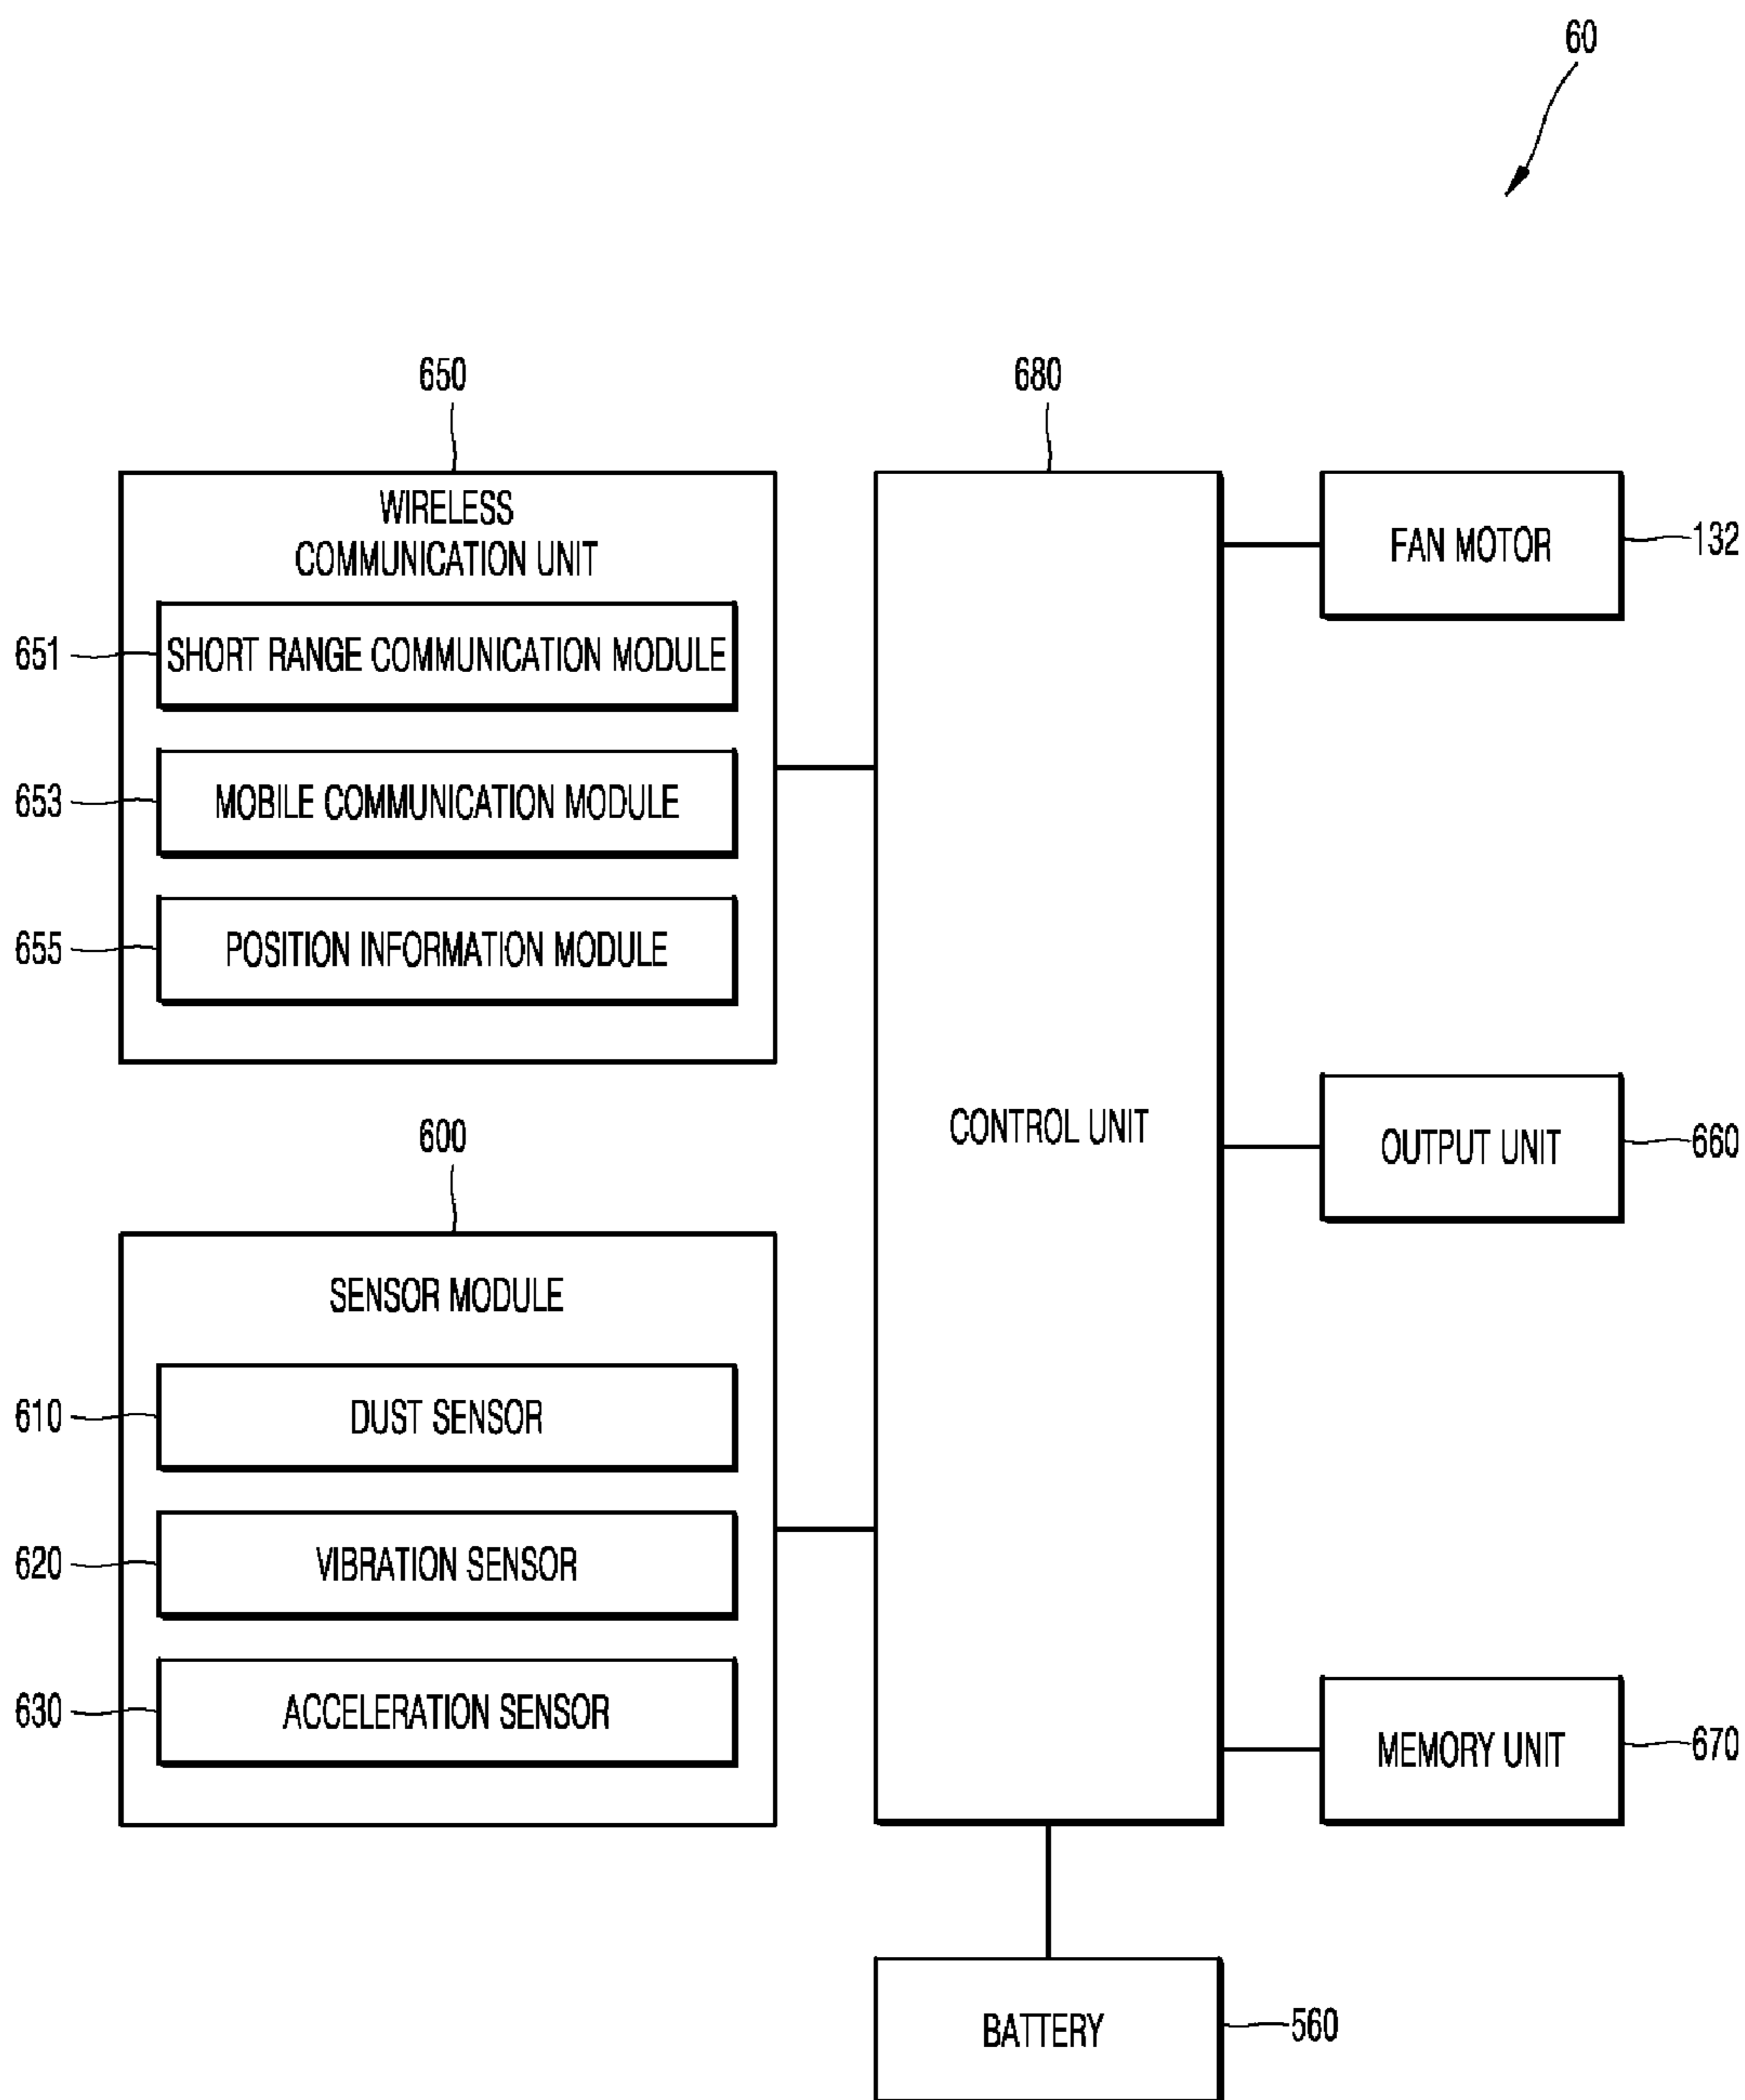 60
650
680
WIRELESS
COMMUNICATION UNIT
FAN MOTOR
132
651
SHORT RANGE COMMUNICATION MODULE
653
MOBILE COMMUNICATION MODULE
655
POSITION INFORMATION MODULE
CONTROL UNIT
OUTPUT UNIT
660
600
SENSOR MODULE
610
DUST SENSOR
620
VIBRATION SENSOR
630
ACCELERATION SENSOR
MEMORY UNIT
670
BATTERY
560